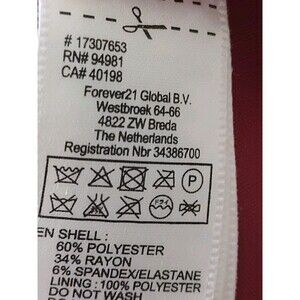 # 17307653
RN# 94981
CA# 40198
Forever21 Global B.V.
Westbroek 64-66
4822 ZW Breda
The Netherlands
Registration Nbr 34386700
P
EN SHELL :
60% POLYESTER
34% RAYON
6% SPANDEX/ELASTANE
LINING : 100% POLYESTER
DO NOT WASH